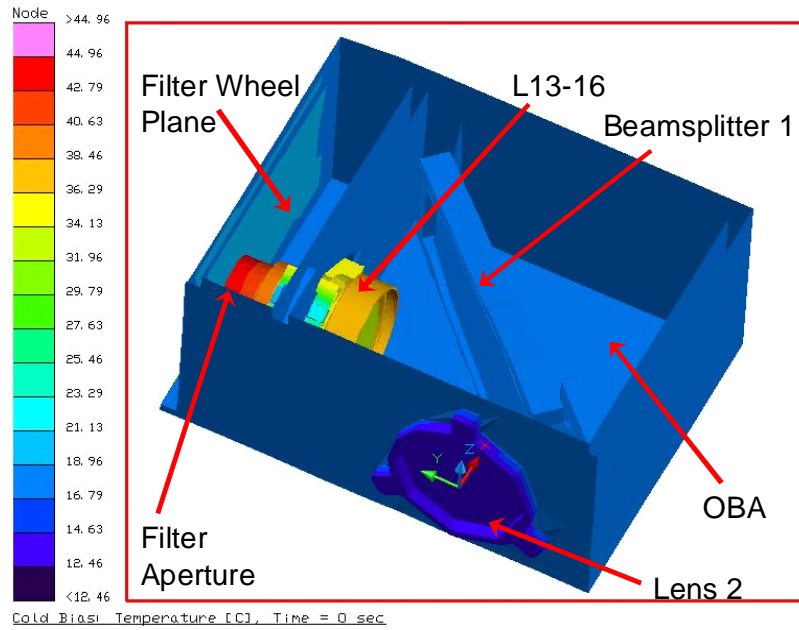 Node
>44.96
44.96
42.79
40.63
38.46
36.29
34.13
31.96
29.79
27.63
25.46
23.29
21.13
18.96
16.79
14.63
12.46
<12.46
Filter Wheel
Plane
L13-16
Beamsplitter 1
Y
Z
X
Filter
Aperture
OBA
Lens 2
Cold Bias: Temperature [C], Time = 0 sec